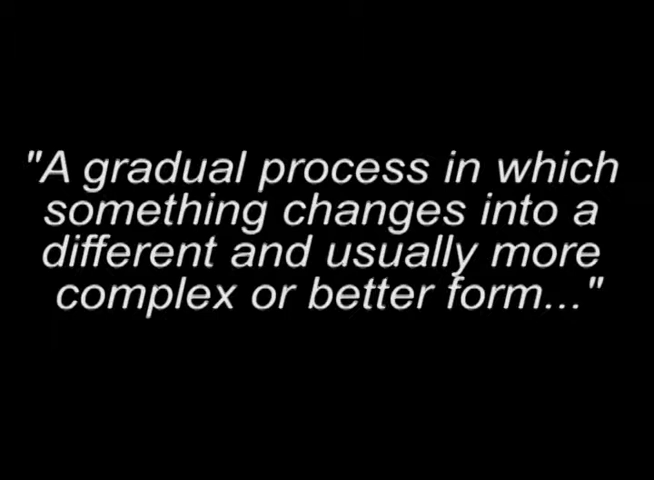 "A gradual process in which
something changes into a
different and usually more
complex or better form..."